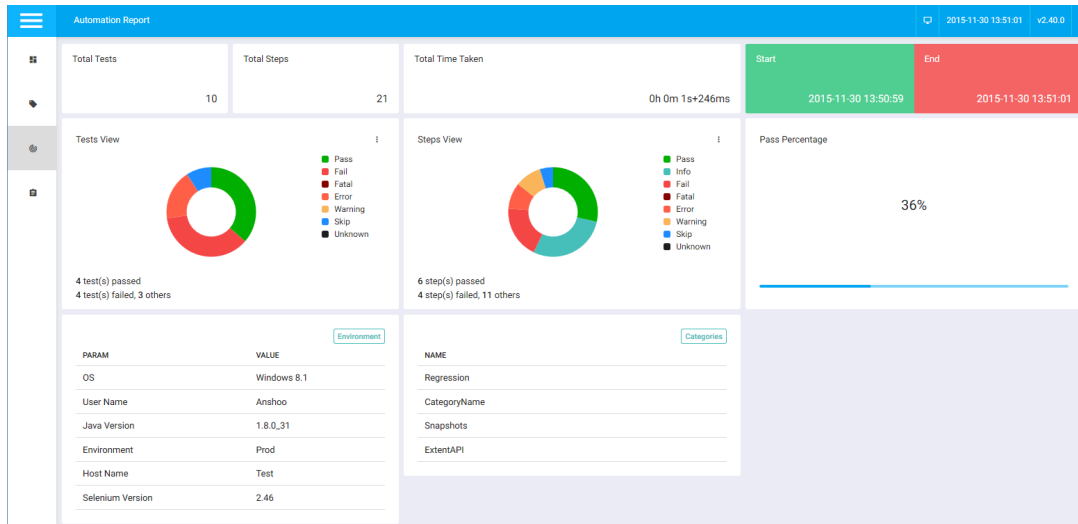 Automation Report
2015-11-30 13:51:01 v2.40.0
Total Tests
10
Total Steps
21
Total Time Taken
0h 0m 1s+246ms
Start
2015-11-30 13:50:59
End
2015-11-30 13:51:01
Tests View
Pass
Fail
Fatal
Error
Warning
Skip
Unknown
4 test(s) passed
4 test(s) failed, 3 others
Steps View
Pass
Info
Fail
Fatal
Error
Warning
Skip
Unknown
6 step(s) passed
4 step(s) failed, 11 others
Pass Percentage
36%
Environment
PARAM VALUE
OS Windows 8.1
User Name Anshoo
Java Version 1.8.0_31
Environment Prod
Host Name Test
Selenium Version 2.46
Categories
NAME
Regression
CategoryName
Snapshots
ExtentAPI